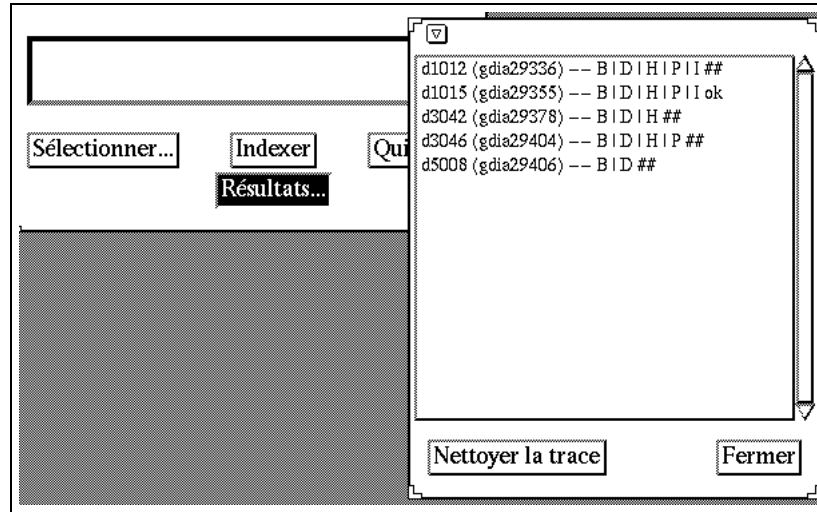 Sélectionner...
Indexer
Qui
Résultats...
d1012 (gdia29336) -- B | D | H | P | I ##
d1015 (gdia29355) -- B | D | H | P | I ok
d3042 (gdia29378) -- B | D | H ##
d3046 (gdia29404) -- B | D | H | P ##
d5008 (gdia29406) -- B | D ##
Nettoyer la trace
Fermer